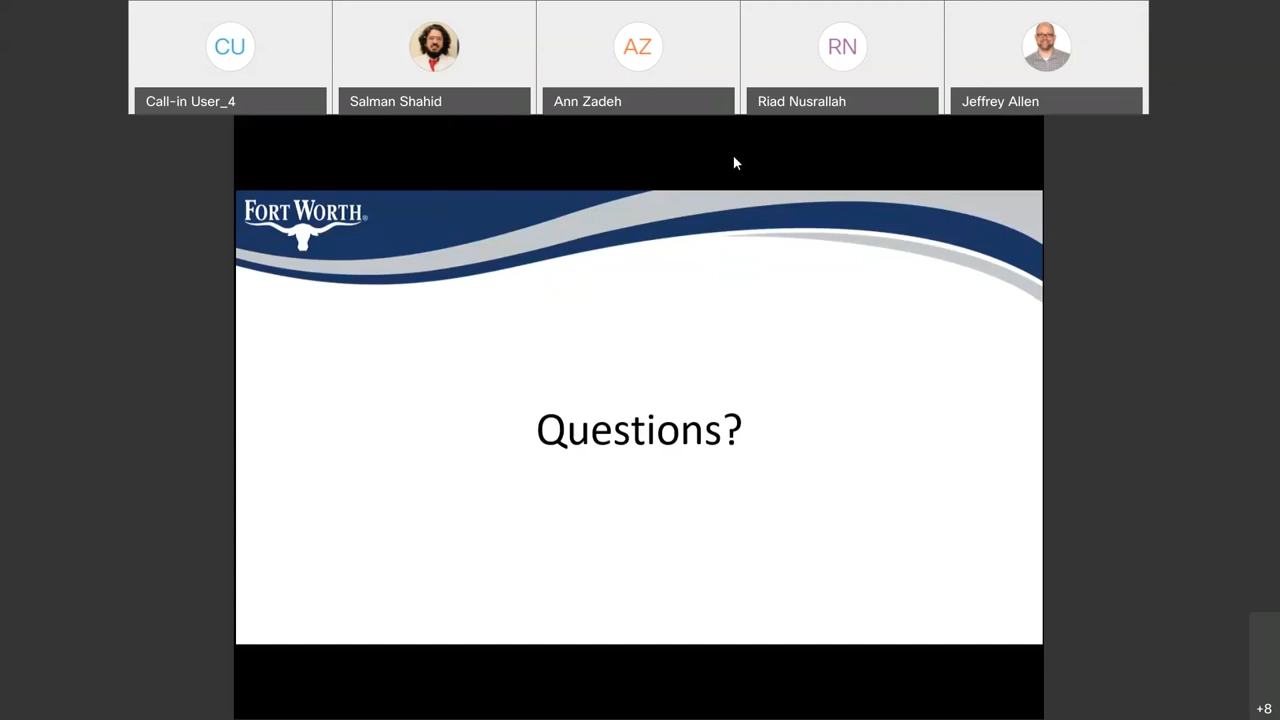 CU
AZ
RN
Call-in User_4
Salman Shahid
Ann Zadeh
Riad Nusrallah
Jeffrey Allen
FORT WORTH®
Questions?
+8